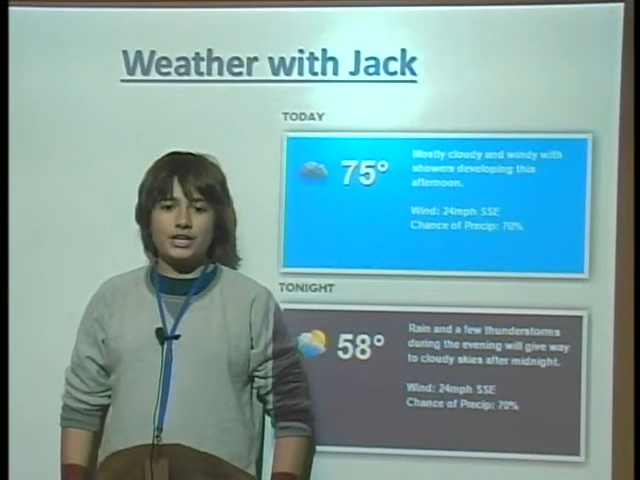 Weather with Jack
TODAY
75°
Mostly cloudy and windy with
showers developing this
afternoon.
Wind: 24mph SSE
Chance of Precip: 70%
TONIGHT
58°
Rain and a few thunderstorms
during the evening will give way
to cloudy skies after midnight.
Wind: 24mph SSE
Chance of Precip: 70%